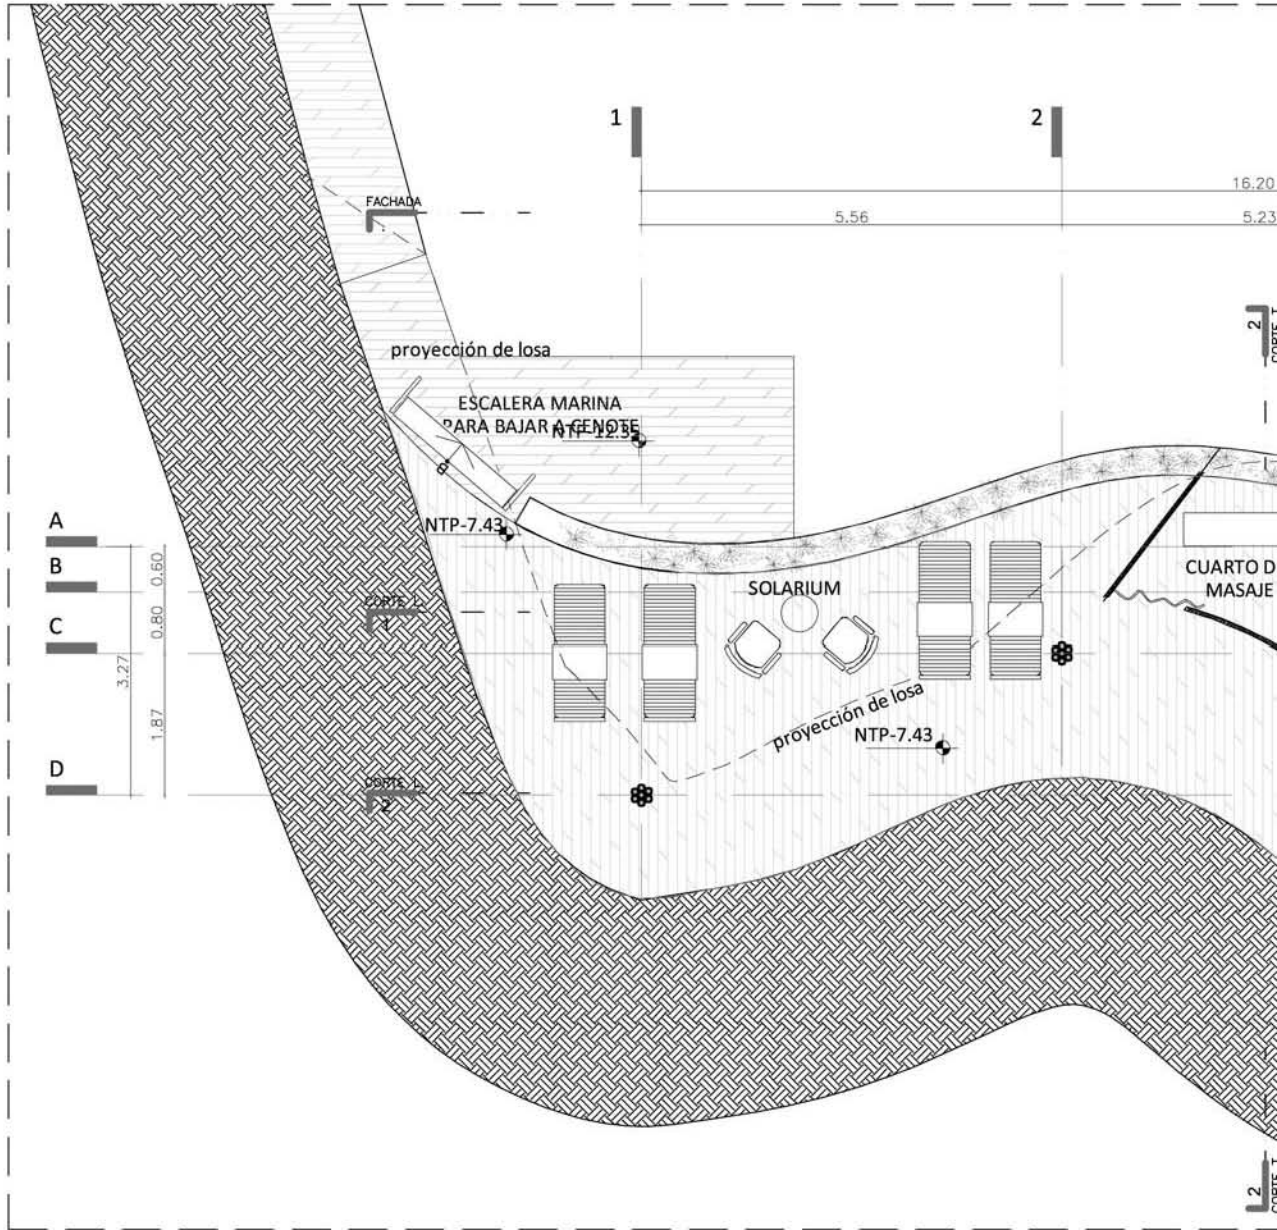 1
2
16.20
FACHADA
5.56
5.23
2
CORTE T
proyección de losa
ESCALERA MARINA
PARA BAJAR A CENOTE
NTP-12.35
B
NTP-7.43
A
B
C
D
0.60
0.80
3.27
1.87
CORTE L
1
SOLARIUM
CUARTO D
MASAJE
proyección de losa
NTP-7.43
CORTE L
2
2
CORTE T